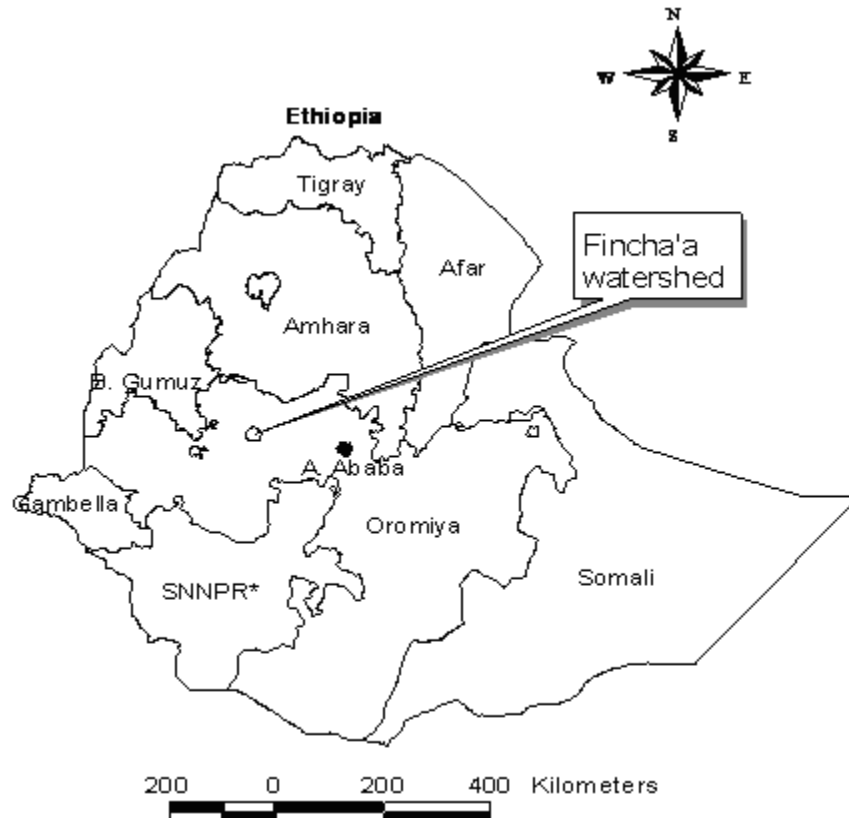 N
W E
S
Ethiopia
Tigray
Fincha'a
watershed
Afar
Amhara
B. Gumuz
A. Ababa
Gambella
Oromiya
SNNPR*
Somali
200 0 200 400 Kilometers